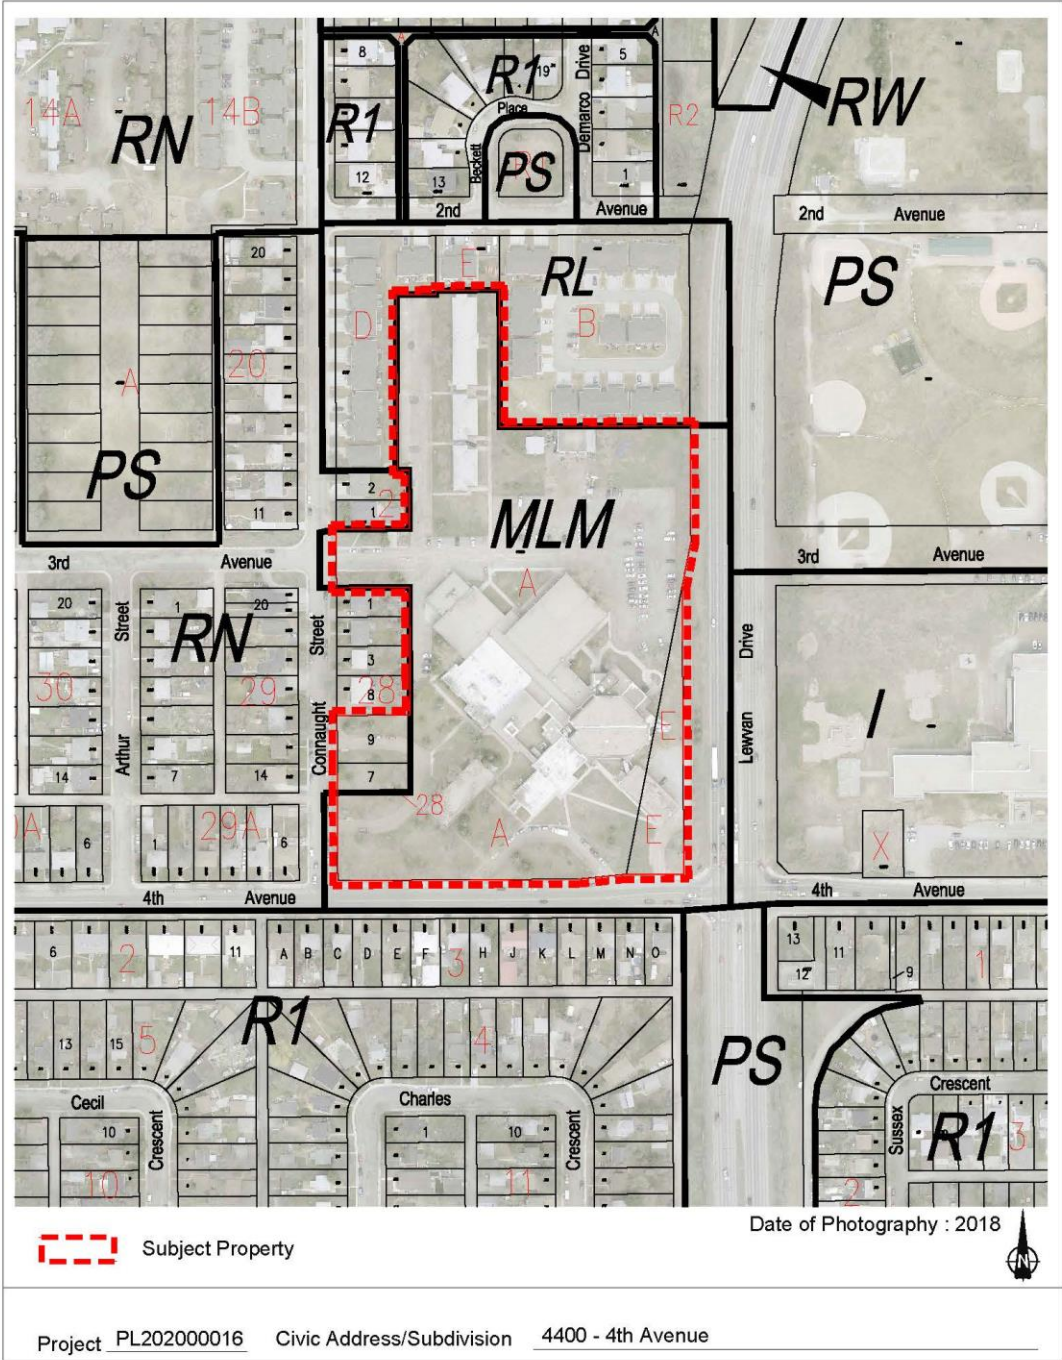 A A
8 R1 19 Drive 5
14A RN 14B R1 Place Demarco R2 RW
Beckett PS
12 13 1
2nd Avenue 2nd Avenue
20 E RL PS
D B
A 20
PS 2
11 1 2
MLM
3rd Avenue 3rd Avenue
A
20 1 20 1
Street RN Street Drive
30 29 3 28 8 I
Arthur Connaught 9 E Lewvan
14 7 14 7
28
29A A E X
6 1 6
4th Avenue 4th Avenue
6 2 11 A B C D E F 3 H J K L M N O 13 11 1
12 9
R1
13 15 5 4 PS
Cecil Charles Crescent
10 Crescent 1 10 Crescent Sussex R1 3
10 11 2
Date of Photography : 2018
Subject Property
N
Project PL202000016 Civic Address/Subdivision 4400 - 4th Avenue